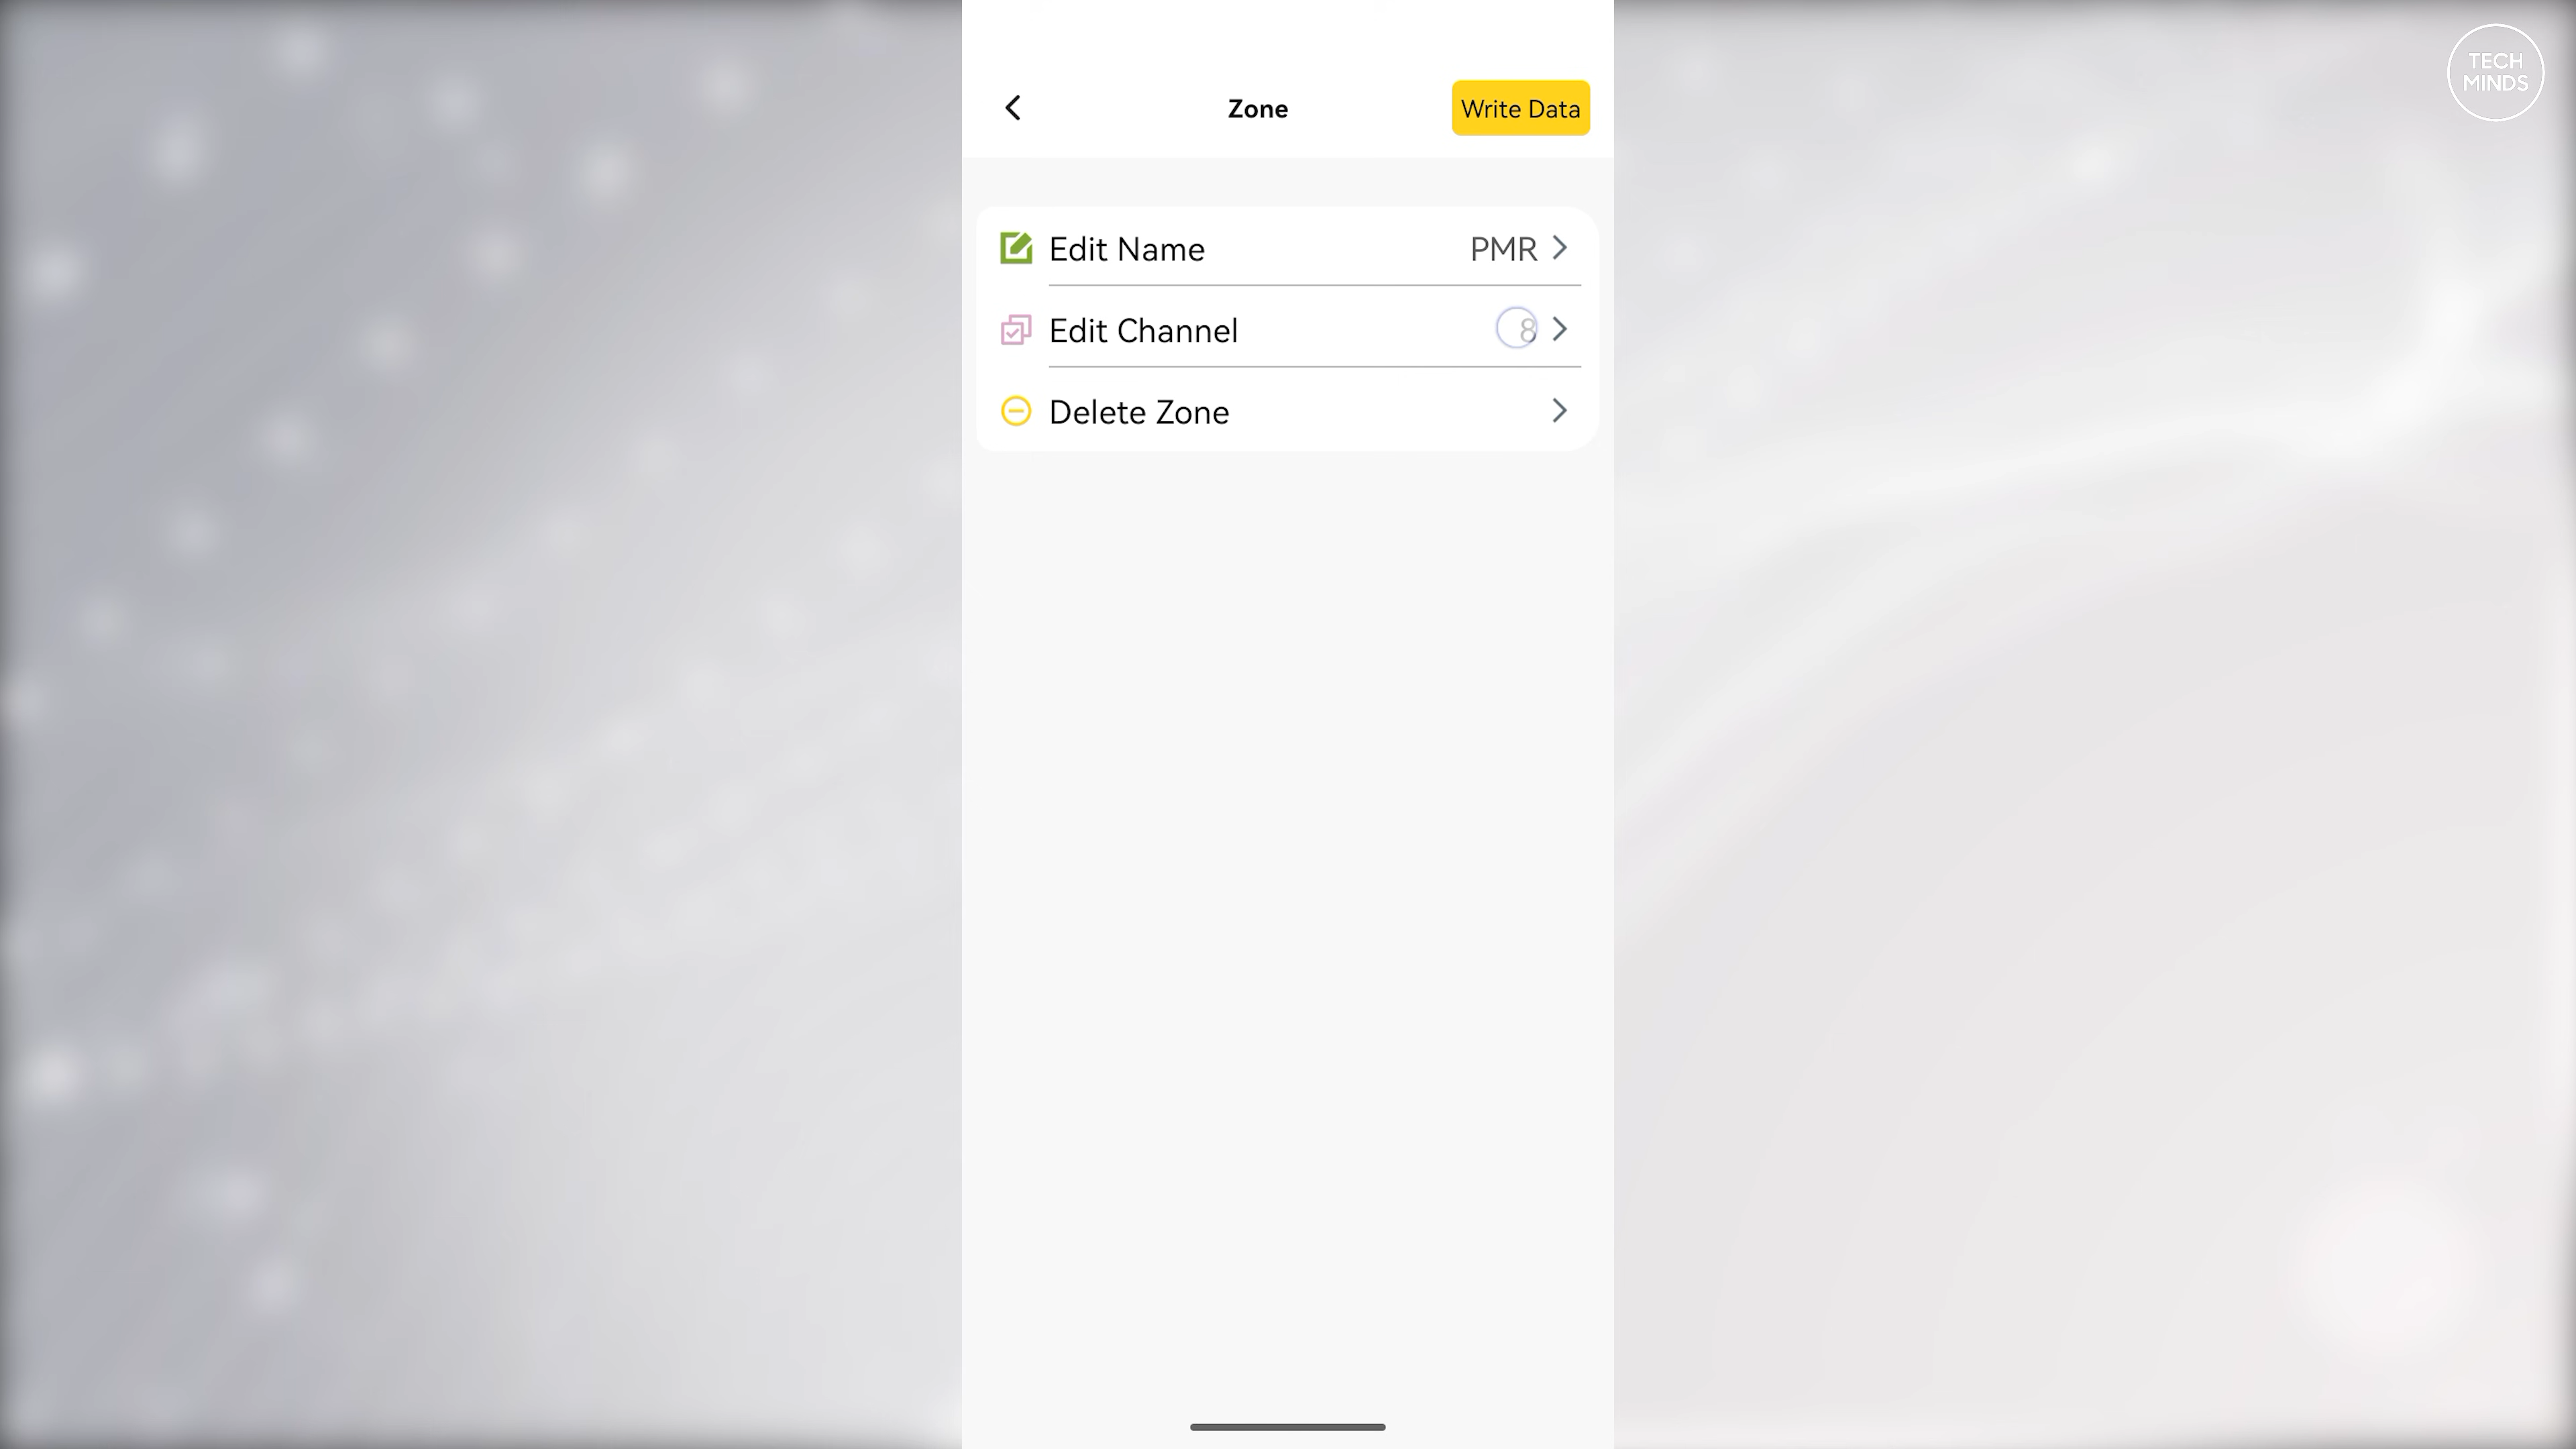 TECH
MINDS
Zone
Write Data
Edit Name PMR
Edit Channel 8
Delete Zone